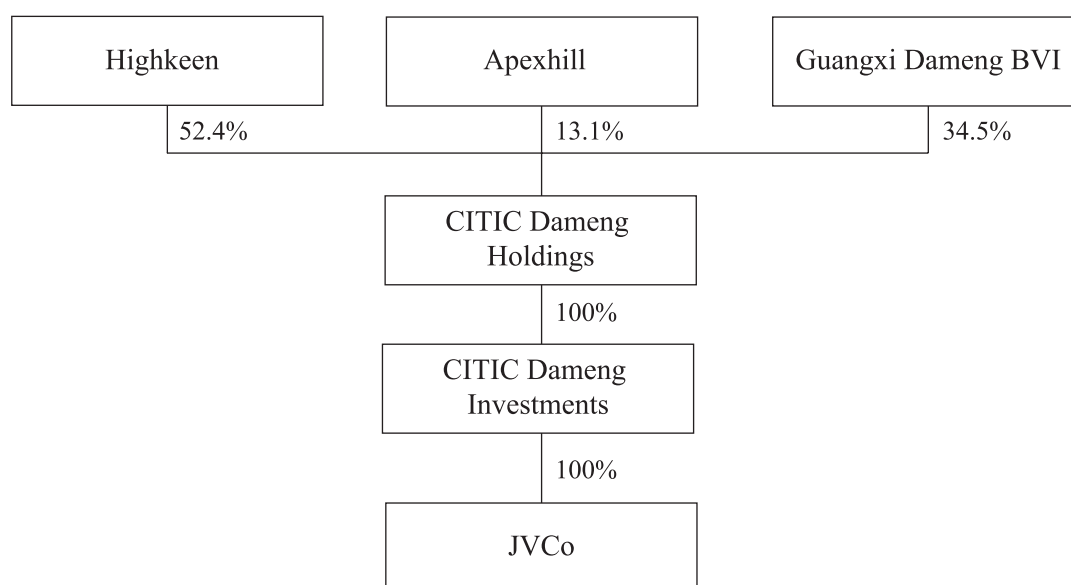 Highkeen
Apexhill
Guangxi Dameng BVI
52.4%
13.1%
34.5%
CITIC Dameng
Holdings
100%
CITIC Dameng
Investments
100%
JVCo